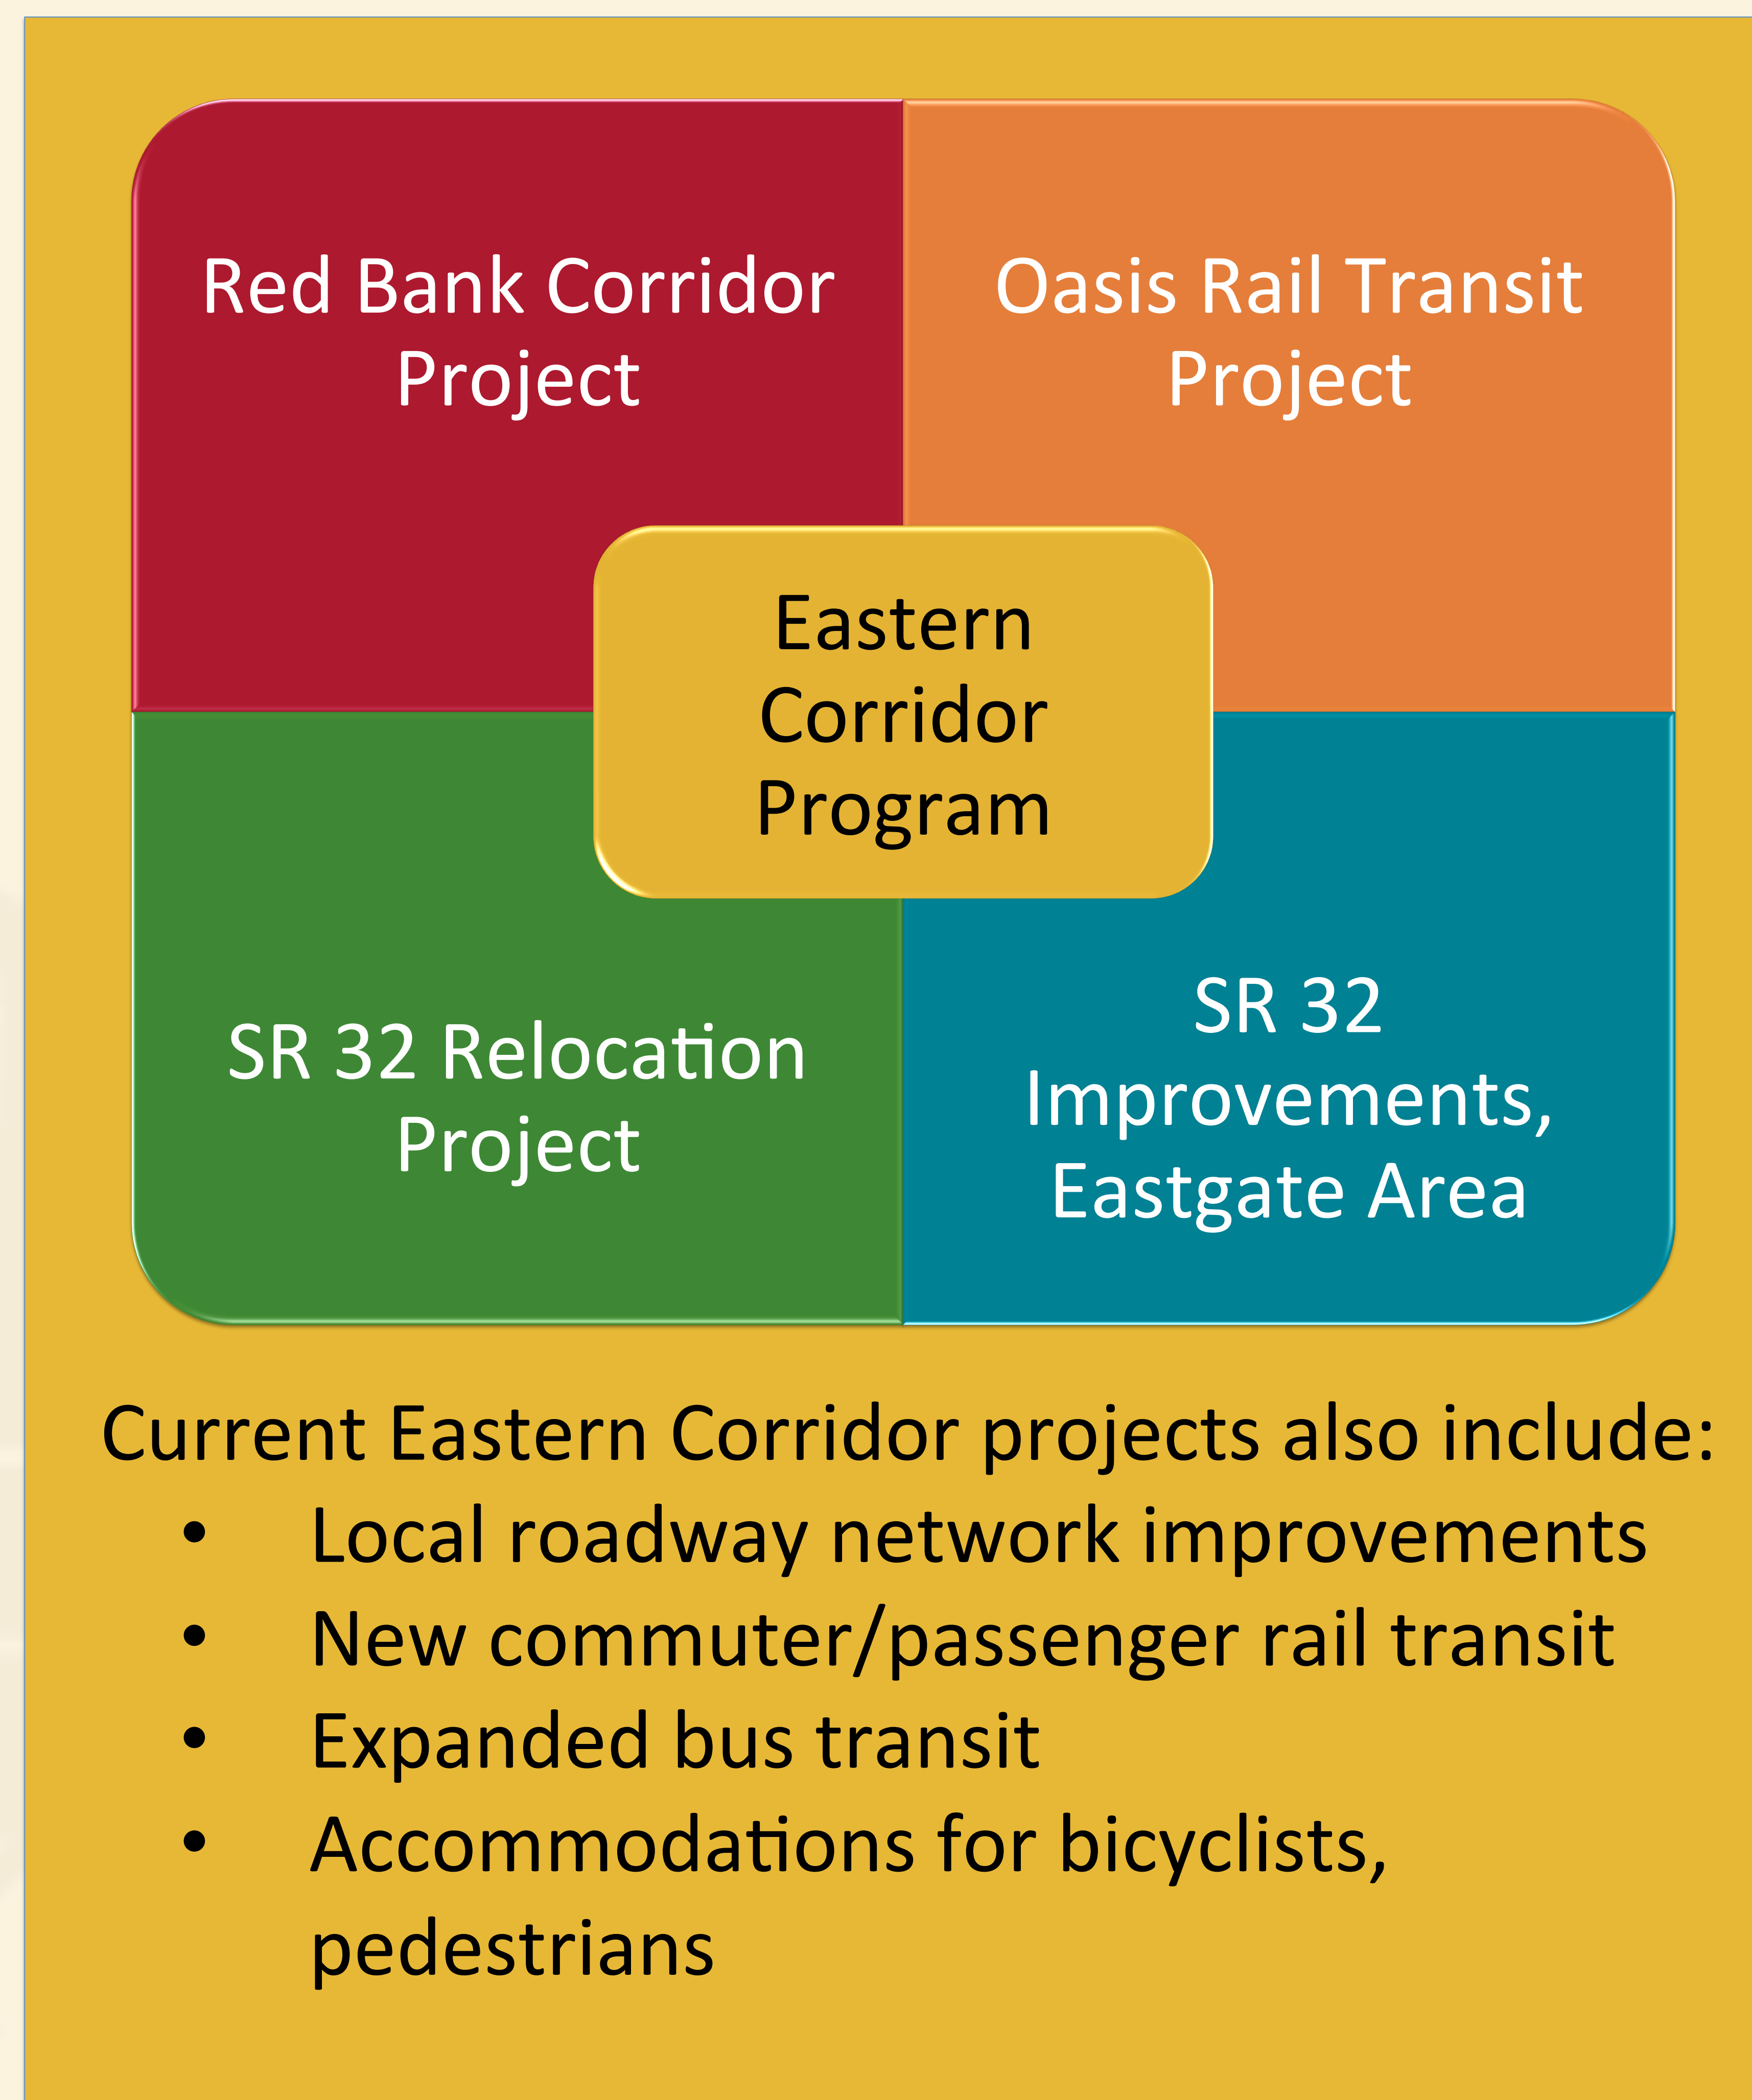 Red Bank Corridor
Project
Oasis Rail Transit
Project
Eastern
Corridor
Program
SR 32 Relocation
Project
SR 32
Improvements,
Eastgate Area
Current Eastern Corridor projects also include:
• Local roadway network improvements
• New commuter/passenger rail transit
• Expanded bus transit
• Accommodations for bicyclists,
pedestrians